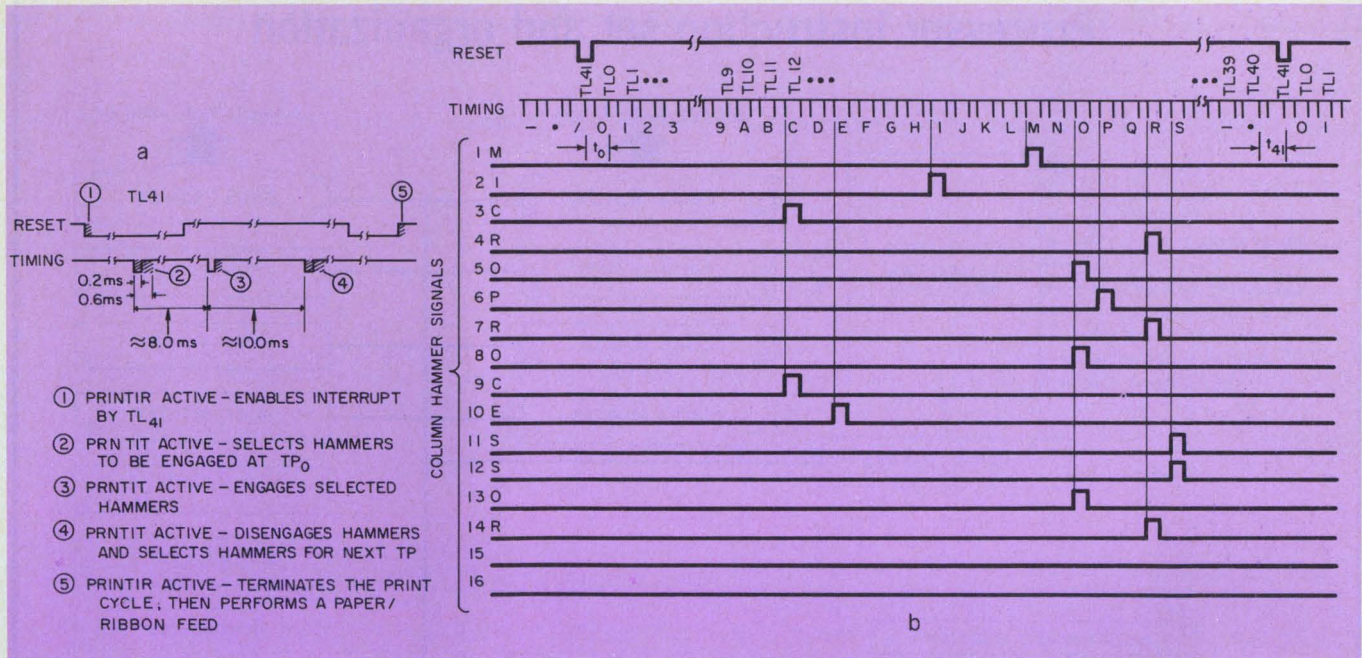 a
① TL41 ⑤
RESET
TIMING
② ③ ④
0.2ms
0.6ms
≈8.0ms ≈10.0ms
① PRINTIR ACTIVE – ENABLES INTERRUPT
BY TL41
② PRNTIT ACTIVE – SELECTS HAMMERS
TO BE ENGAGED AT TP0
③ PRNTIT ACTIVE – ENGAGES SELECTED
HAMMERS
④ PRNTIT ACTIVE – DISENGAGES HAMMERS
AND SELECTS HAMMERS FOR NEXT TP
⑤ PRINTIR ACTIVE – TERMINATES THE PRINT
CYCLE; THEN PERFORMS A PAPER/
RIBBON FEED
RESET
TL41 TL0 TL1 ••• TL9 TL10 TL11 TL12 ••• ••• TL39 TL40 TL41 TL0 TL1
TIMING
– • / 0 1 2 3 9 A B C D E F G H I J K L M N O P Q R S – • 0 1
t0 t41
COLUMN HAMMER SIGNALS
1 M
2 I
3 C
4 R
5 O
6 P
7 R
8 O
9 C
10 E
11 S
12 S
13 O
14 R
15
16
b